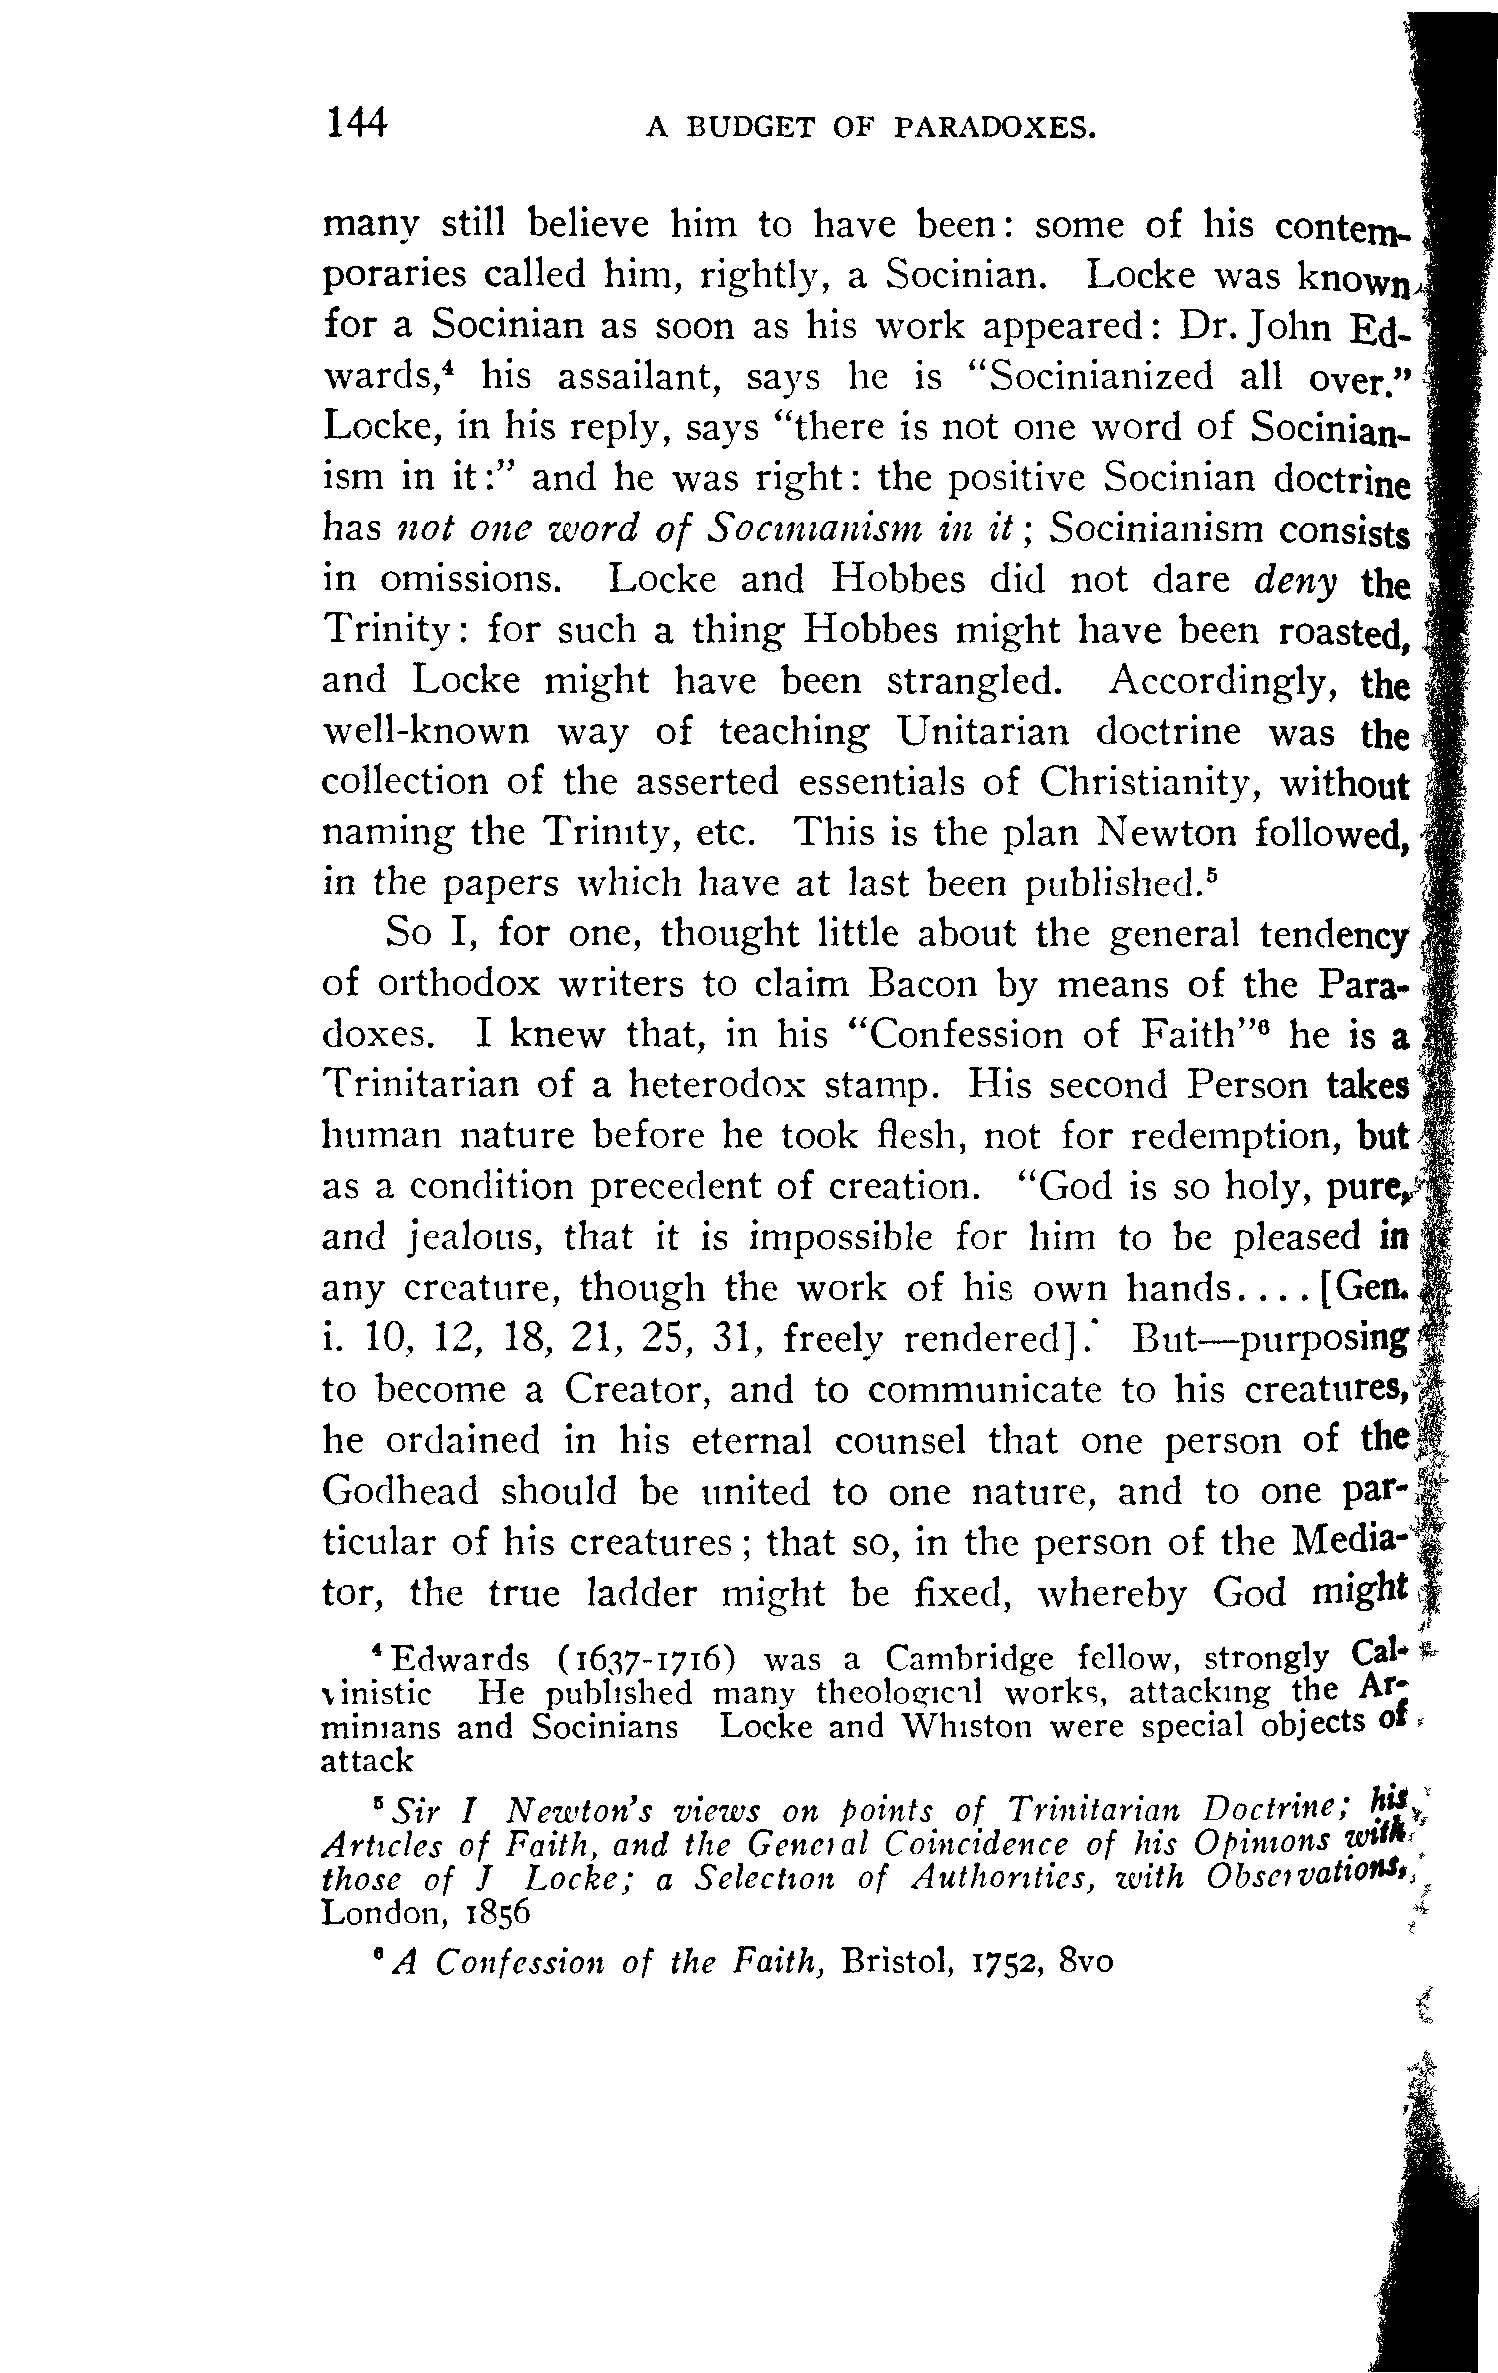 144 A BUDGET OF PARADOXES.
many still believe him to have been: some of his contem-
poraries called him, rightly, a Socinian. Locke was known
for a Socinian as soon as his work appeared: Dr. John Ed-
wards,⁴ his assailant, says he is “Socinianized all over.”
Locke, in his reply, says “there is not one word of Socinian-
ism in it:” and he was right: the positive Socinian doctrine
has not one word of Socinianism in it; Socinianism consists
in omissions. Locke and Hobbes did not dare deny the
Trinity: for such a thing Hobbes might have been roasted,
and Locke might have been strangled. Accordingly, the
well-known way of teaching Unitarian doctrine was the
collection of the asserted essentials of Christianity, without
naming the Trinity, etc. This is the plan Newton followed,
in the papers which have at last been published.⁵
So I, for one, thought little about the general tendency
of orthodox writers to claim Bacon by means of the Para-
doxes. I knew that, in his “Confession of Faith”⁶ he is a
Trinitarian of a heterodox stamp. His second Person takes
human nature before he took flesh, not for redemption, but
as a condition precedent of creation. “God is so holy, pure,
and jealous, that it is impossible for him to be pleased in
any creature, though the work of his own hands.... [Gen.
i. 10, 12, 18, 21, 25, 31, freely rendered]. But—purposing
to become a Creator, and to communicate to his creatures,
he ordained in his eternal counsel that one person of the
Godhead should be united to one nature, and to one par-
ticular of his creatures; that so, in the person of the Media-
tor, the true ladder might be fixed, whereby God might
⁴ Edwards (1637-1716) was a Cambridge fellow, strongly Cal-
vinistic He published many theological works, attacking the Ar-
minians and Socinians Locke and Whiston were special objects of
attack
⁵ Sir I Newton's views on points of Trinitarian Doctrine; his
Articles of Faith, and the General Coincidence of his Opinions with
those of J Locke; a Selection of Authorities, with Observations,
London, 1856
⁶ A Confession of the Faith, Bristol, 1752, 8vo